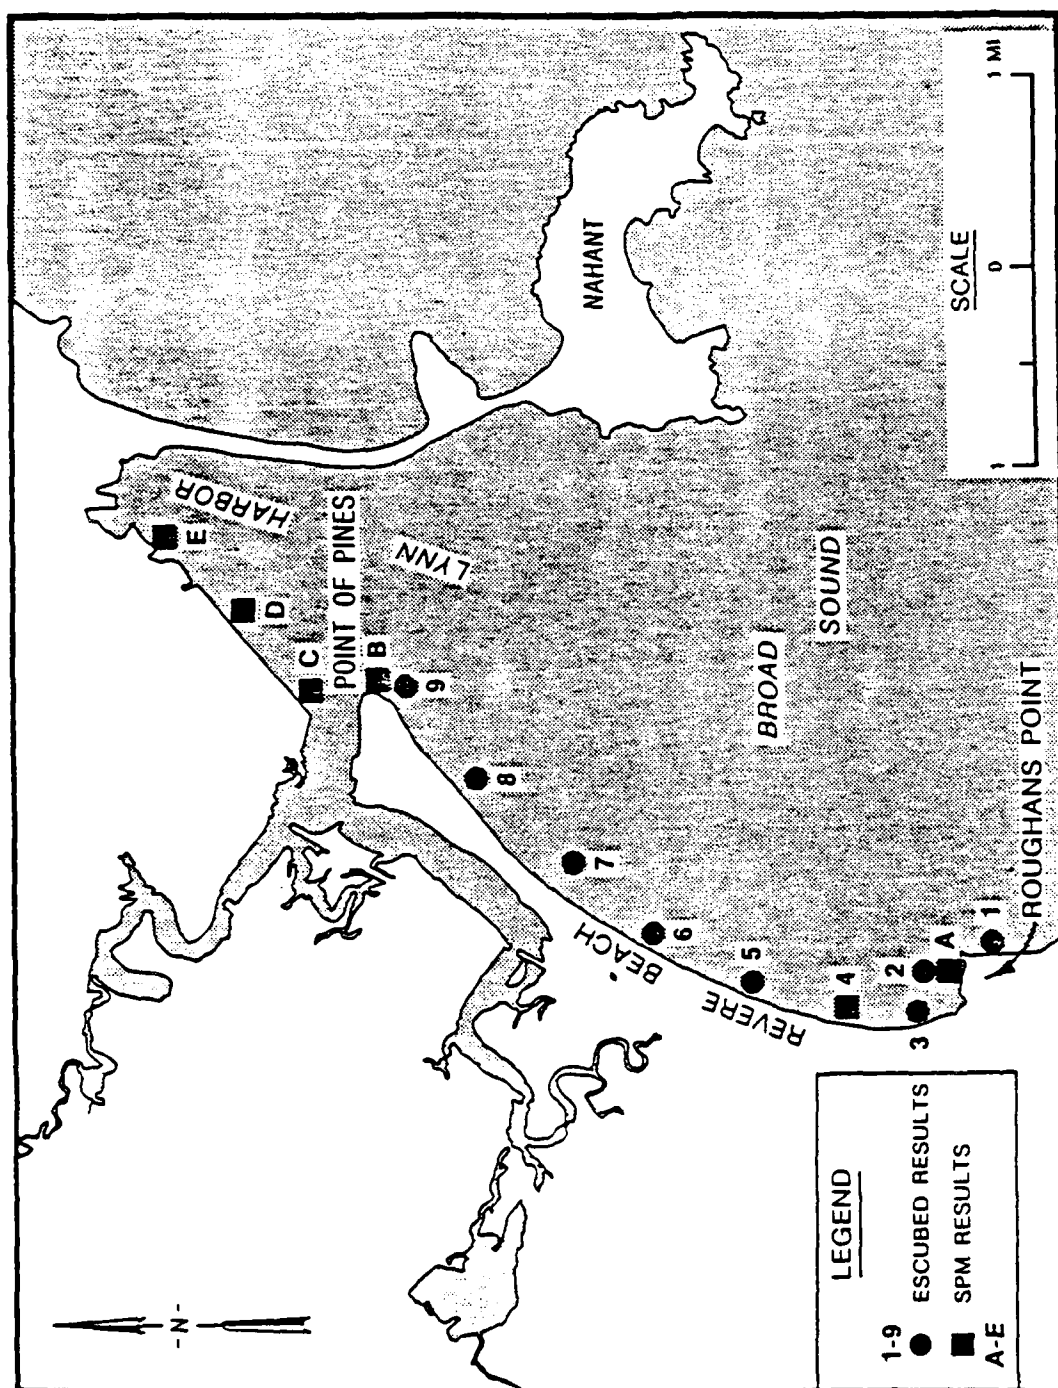 -N-
HARBOR
E
D
C
POINT OF PINES
LYNN
B
9
8
7
6
5
4
3
2
A
1
NAHANT
BROAD
SOUND
REVERE
BEACH
ROUGHANS POINT
SCALE
1 0 1 MI
LEGEND
1-9
ESCUBED RESULTS
SPM RESULTS
A-E